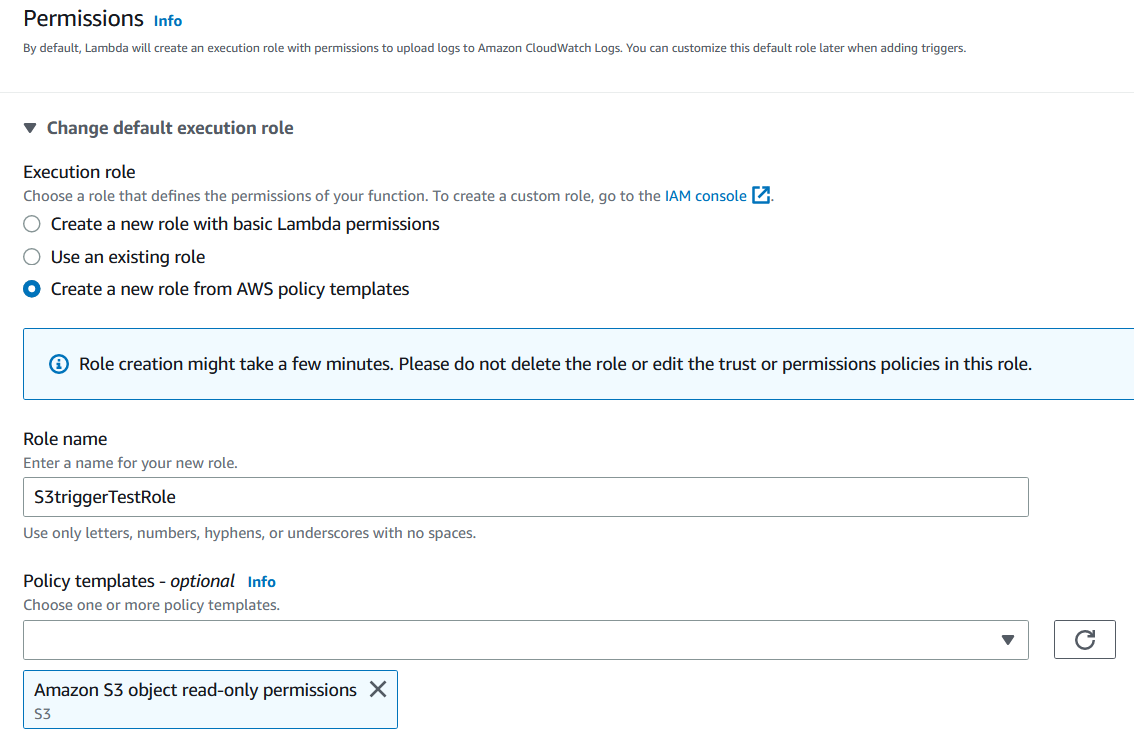 Permissions Info
By default, Lambda will create an execution role with permissions to upload logs to Amazon CloudWatch Logs. You can customize this default role later when adding triggers.
Change default execution role
Execution role
Choose a role that defines the permissions of your function. To create a custom role, go to the IAM console.
Create a new role with basic Lambda permissions
Use an existing role
Create a new role from AWS policy templates
Role creation might take a few minutes. Please do not delete the role or edit the trust or permissions policies in this role.
Role name
Enter a name for your new role.
S3triggerTestRole
Use only letters, numbers, hyphens, or underscores with no spaces.
Policy templates - optional Info
Choose one or more policy templates.
Amazon S3 object read-only permissions
S3